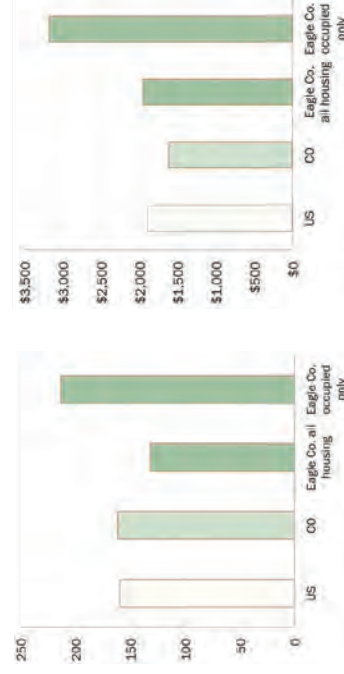 250
200
150
100
50
0
US
CO
Eagle Co. all
housing
Eagle Co.
occupied
only
$3,500
$3,000
$2,500
$2,000
$1,500
$1,000
$500
$0
US
CO
Eagle Co.
all housing
Eagle Co.
occupied
only